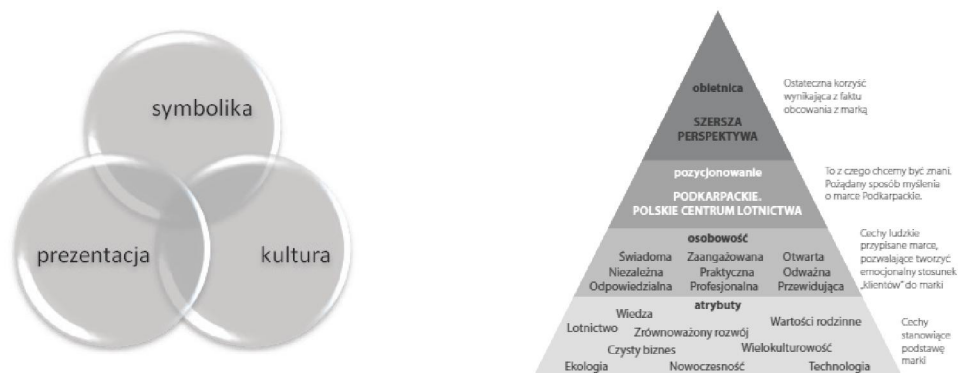 symbolika
prezentacja
kultura
obietnica
SZERSZA
PERSPEKTYWA
Ostateczna korzyść
wynikająca z faktu
obcowania z marką
pozycjonowanie
PODKARPACKIE.
POLSKIE CENTRUM LOTNICTWA
To z czego chcemy być znani.
Pożądany sposób myślenia
o marce Podkarpackie.
osobowość
Świadoma Zaangażowana Otwarta
Niezależna Praktyczna Odważna
Odpowiedzialna Profesjonalna Przewidująca
Cechy ludzkie
przypisane marce,
pozwalające tworzyć
emocjonalny stosunek
„klientów” do marki
atrybuty
Wiedza
Lotnictwo Zrównoważony rozwój Wartości rodzinne
Czysty biznes Wielokulturowość
Ekologia Nowoczesność Technologia
Cechy
stanowiące
podstawę
marki